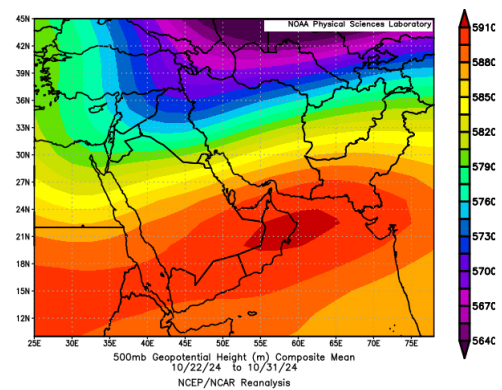 NOAA Physical Sciences Laboratory
45N
42N
39N
36N
33N
30N
27N
24N
21N
18N
15N
12N
25E 30E 35E 40E 45E 50E 55E 60E 65E 70E 75E
5910
5880
5850
5820
5790
5760
5730
5700
5670
5640
500mb Geopotential Height (m) Composite Mean
10/22/24 to 10/31/24
NCEP/NCAR Reanalysis